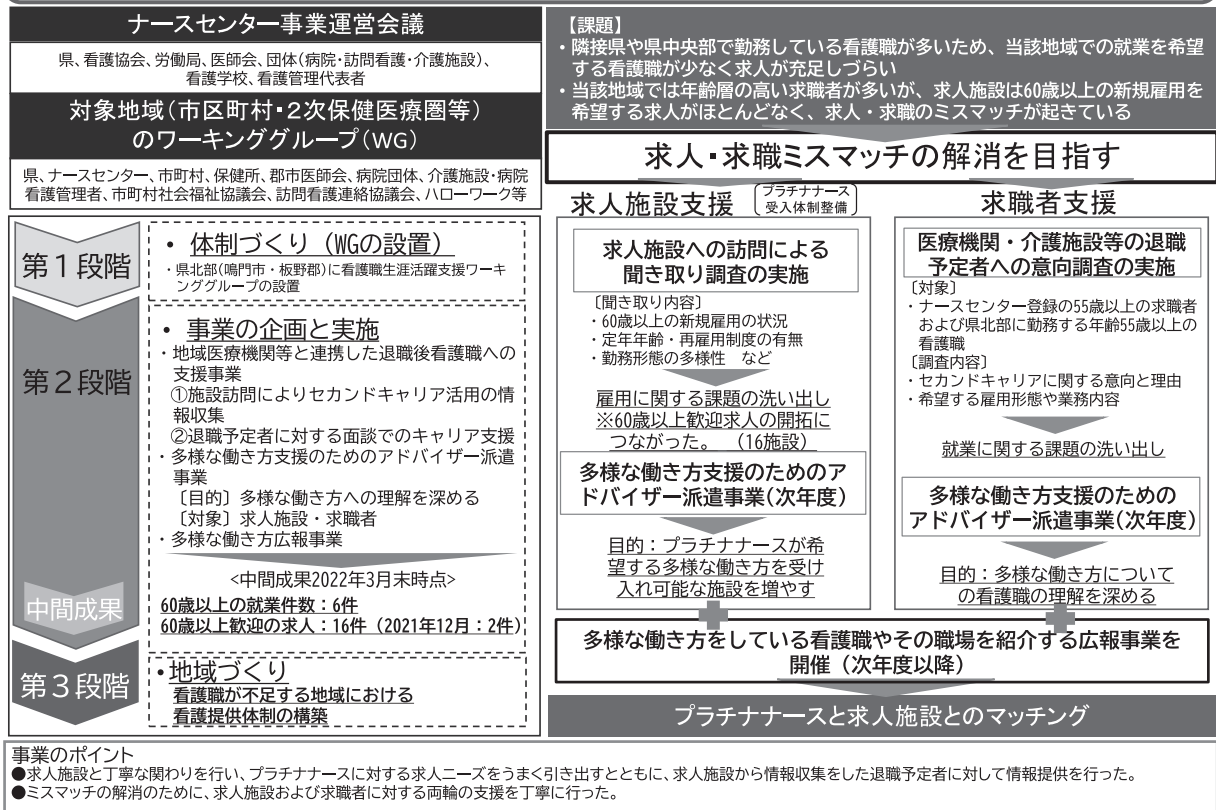 ナースセンター事業運営会議
県、看護協会、労働局、医師会、団体(病院・訪問看護・介護施設)、
看護学校、看護管理代表者
対象地域(市区町村・2次保健医療圏等)
のワーキンググループ(WG)
県、ナースセンター、市町村、保健所、郡市医師会、病院団体、介護施設・病院
看護管理者、市町村社会福祉協議会、訪問看護連絡協議会、ハローワーク等
第1段階
・体制づくり(WGの設置)
・県北部(鳴門市・板野郡)に看護職生涯活躍支援ワーキ
ンググループの設置
第2段階
・事業の企画と実施
・地域医療機関等と連携した退職後看護職への
支援事業
①施設訪問によりセカンドキャリア活用の情
報収集
②退職予定者に対する面談でのキャリア支援
・多様な働き方支援のためのアドバイザー派遣
事業
〔目的〕多様な働き方への理解を深める
〔対象〕求人施設・求職者
・多様な働き方広報事業
中間成果
<中間成果2022年3月末時点>
60歳以上の就業件数:6件
60歳以上歓迎の求人:16件(2021年12月:2件)
第3段階
・地域づくり
看護職が不足する地域における
看護提供体制の構築
【課題】
・隣接県や県中央部で勤務している看護職が多いため、当該地域での就業を希望
する看護職が少なく求人が充足しづらい
・当該地域では年齢層の高い求職者が多いが、求人施設は60歳以上の新規雇用を
希望する求人がほとんどなく、求人・求職のミスマッチが起きている
求人・求職ミスマッチの解消を目指す
求人施設支援
プラチナナース
受入体制整備
求人施設への訪問による
聞き取り調査の実施
〔聞き取り内容〕
・60歳以上の新規雇用の状況
・定年年齢・再雇用制度の有無
・勤務形態の多様性 など
雇用に関する課題の洗い出し
※60歳以上歓迎求人の開拓に
つながった。 (16施設)
多様な働き方支援のためのア
ドバイザー派遣事業(次年度)
目的:プラチナナースが希
望する多様な働き方を受け
入れ可能な施設を増やす
求職者支援
医療機関・介護施設等の退職
予定者への意向調査の実施
〔対象〕
・ナースセンター登録の55歳以上の求職者
および県北部に勤務する年齢55歳以上の
看護職
〔調査内容〕
・セカンドキャリアに関する意向と理由
・希望する雇用形態や業務内容
就業に関する課題の洗い出し
多様な働き方支援のための
アドバイザー派遣事業(次年度)
目的:多様な働き方について
の看護職の理解を深める
多様な働き方をしている看護職やその職場を紹介する広報事業を
開催(次年度以降)
プラチナナースと求人施設とのマッチング
事業のポイント
●求人施設と丁寧な関わりを行い、プラチナナースに対する求人ニーズをうまく引き出すとともに、求人施設から情報収集をした退職予定者に対して情報提供を行った。
●ミスマッチの解消のために、求人施設および求職者に対する両輪の支援を丁寧に行った。